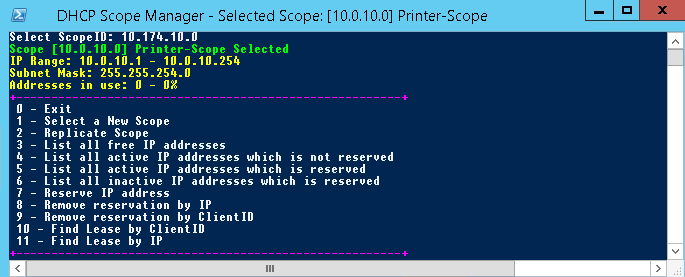 DHCP Scope Manager - Selected Scope: [10.0.10.0] Printer-Scope
Select ScopeID: 10.174.10.0
Scope [10.0.10.0] Printer-Scope Selected
IP Range: 10.0.10.1 - 10.0.10.254
Subnet Mask: 255.255.254.0
Addresses in use: 0 - 0%
+-------------------------------------------------------+
0 - Exit
1 - Select a New Scope
2 - Replicate Scope
3 - List all free IP addresses
4 - List all active IP addresses which is not reserved
5 - List all active IP addresses which is reserved
6 - List all inactive IP addresses which is reserved
7 - Reserve IP address
8 - Remove reservation by IP
9 - Remove reservation by ClientID
10 - Find Lease by ClientID
11 - Find Lease by IP
+-------------------------------------------------------+